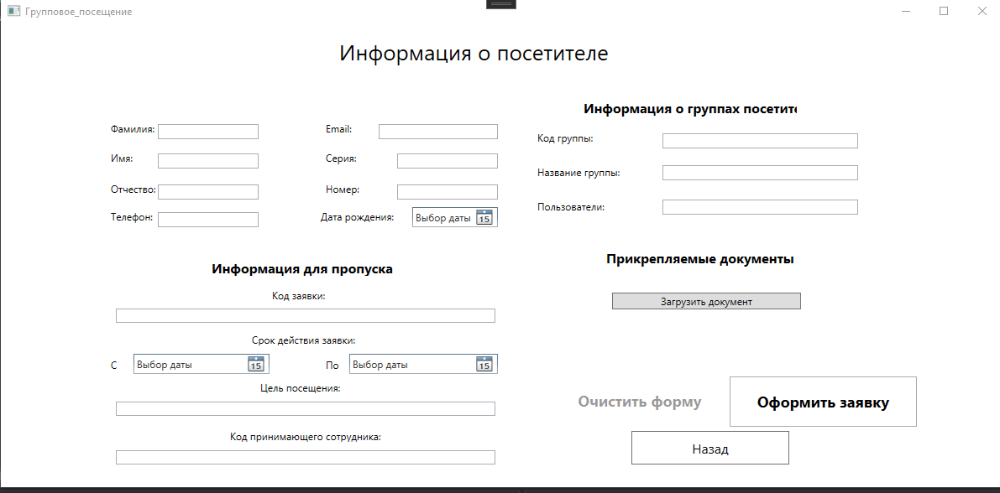 Групповое_посещение
Информация о посетителе
Фамилия:
Имя:
Отчество:
Телефон:
Email:
Серия:
Номер:
Дата рождения:
Выбор даты
15
Информация для пропуска
Код заявки:
Срок действия заявки:
С
Выбор даты
15
По
Выбор даты
15
Цель посещения:
Код принимающего сотрудника:
Информация о группах посетите
Код группы:
Название группы:
Пользователи:
Прикрепляемые документы
Загрузить документ
Очистить форму
Оформить заявку
Назад